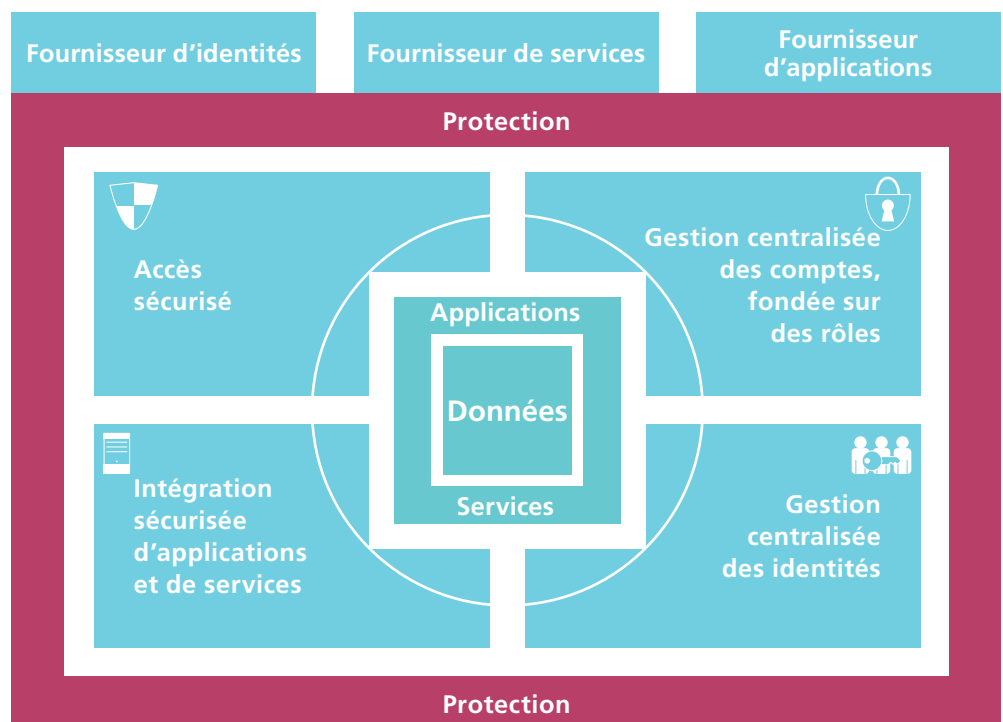 Fournisseur d’identités
Fournisseur de services
Fournisseur
d’applications
Protection
Accès
sécurisé
Gestion centralisée
des comptes,
fondée sur
des rôles
Applications
Données
Services
Intégration
sécurisée
d’applications
et de services
Gestion
centralisée
des identités
Protection